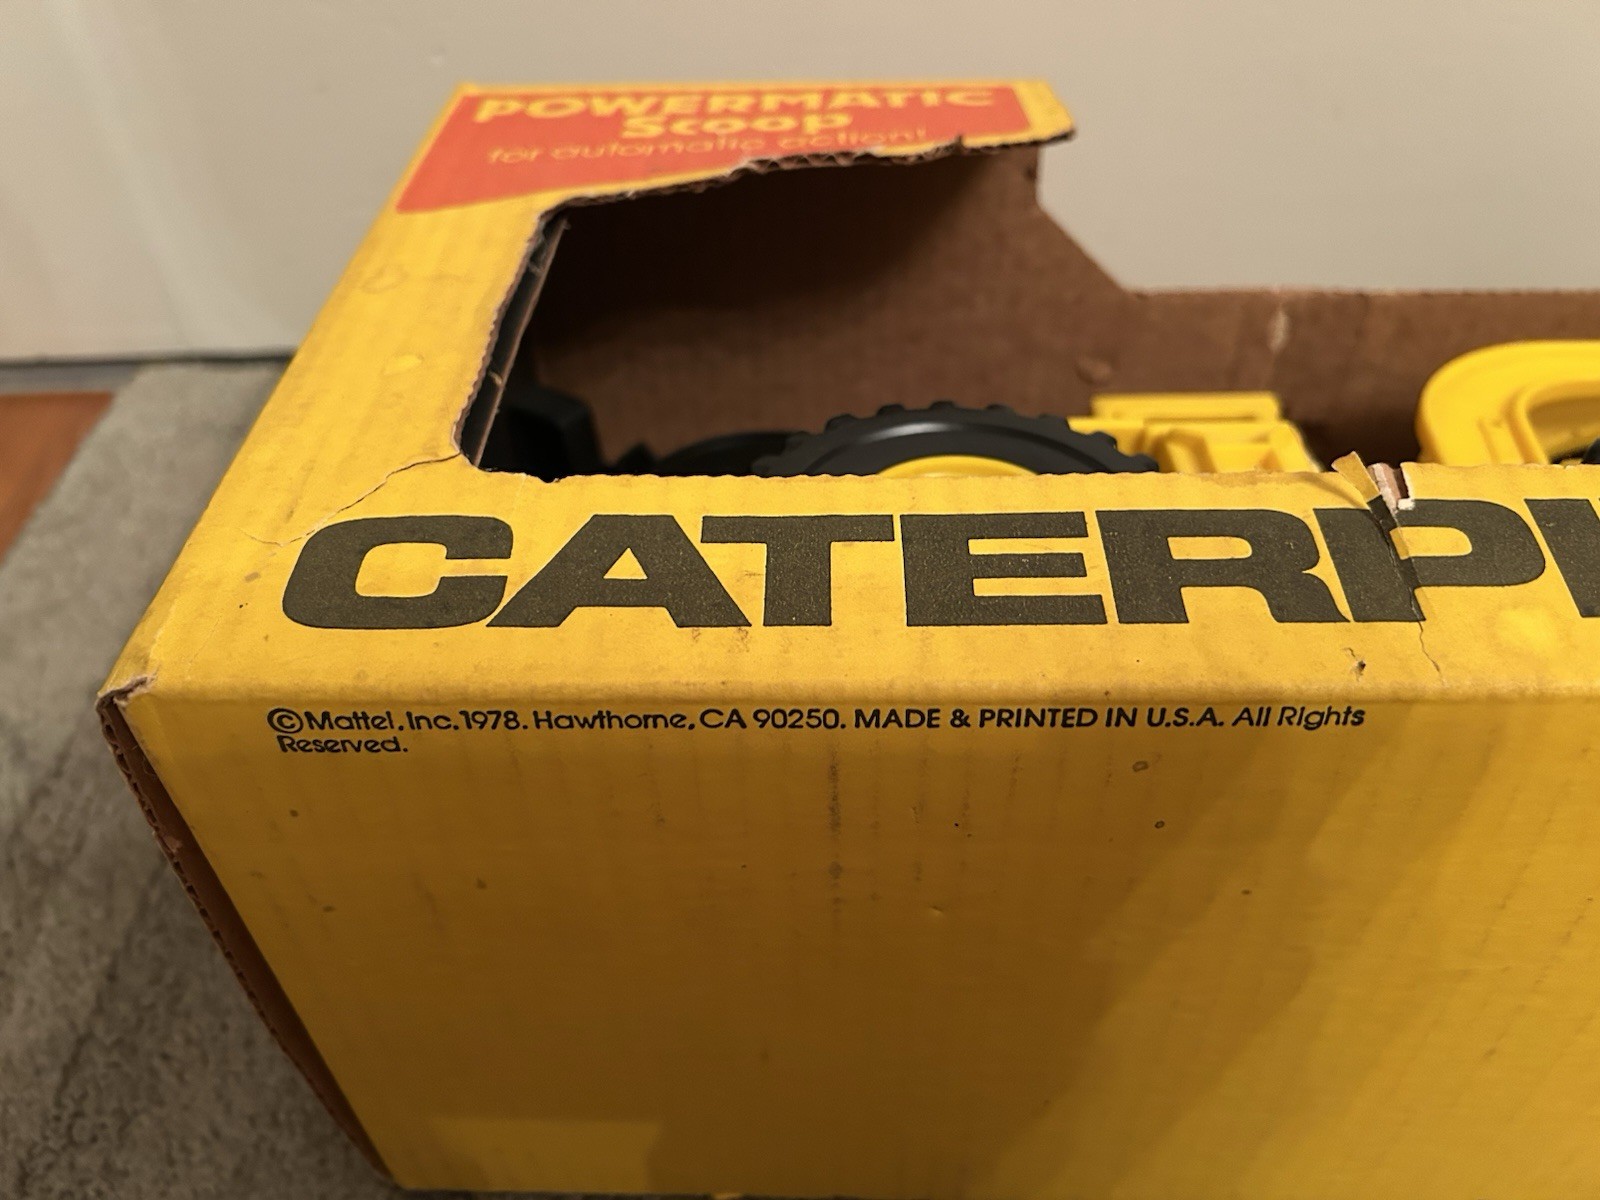 POWERMATIC
Scoop
for automatic action!
CATERPI
©Mattel, Inc. 1978. Hawthorne, CA 90250. MADE & PRINTED IN U.S.A. All Rights
Reserved.